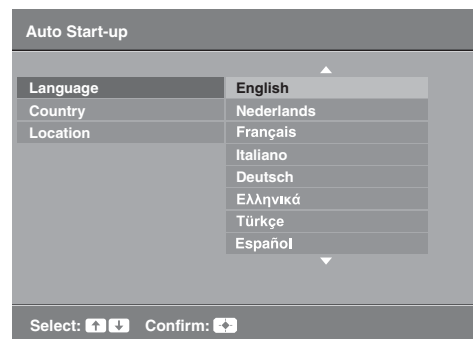 Auto Start-up
Language
Country
Location
English
Nederlands
Français
Italiano
Deutsch
Ελληνικά
Türkçe
Español
Select: Confirm: